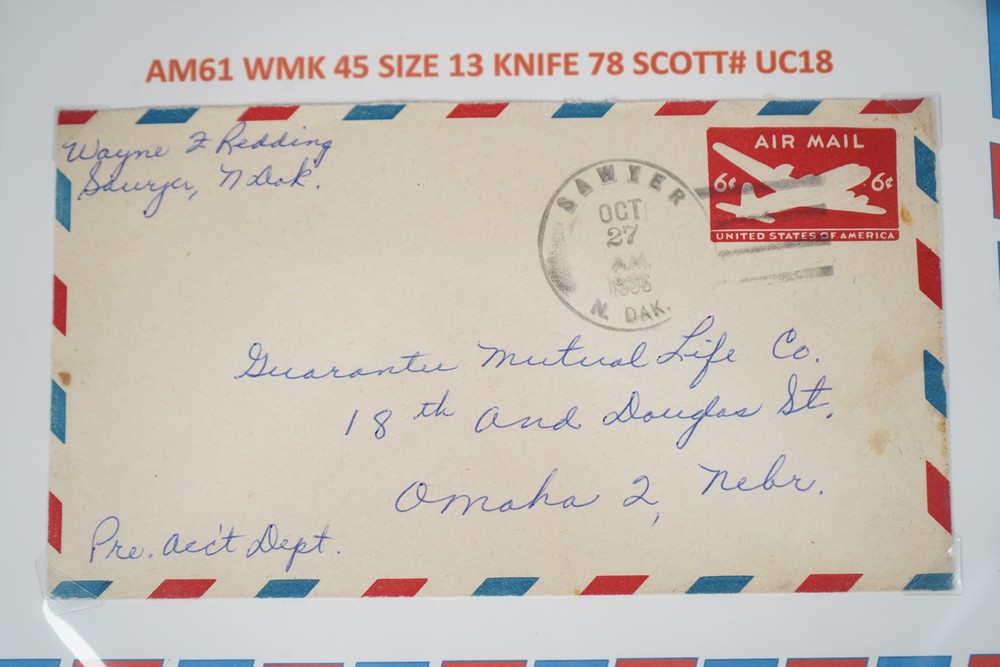 AM61 WMK 45 SIZE 13 KNIFE 78 SCOTT# UC18
Wayne F Redding
Sawyer, N Dak.
AIR MAIL
6¢ 6¢
UNITED STATES OF AMERICA
SAWYER
OCT
27
A.M.
N. DAK.
Guarantee Mutual Life Co.
18th and Douglas St.
Omaha 2, Nebr.
Pre. Acc't Dept.